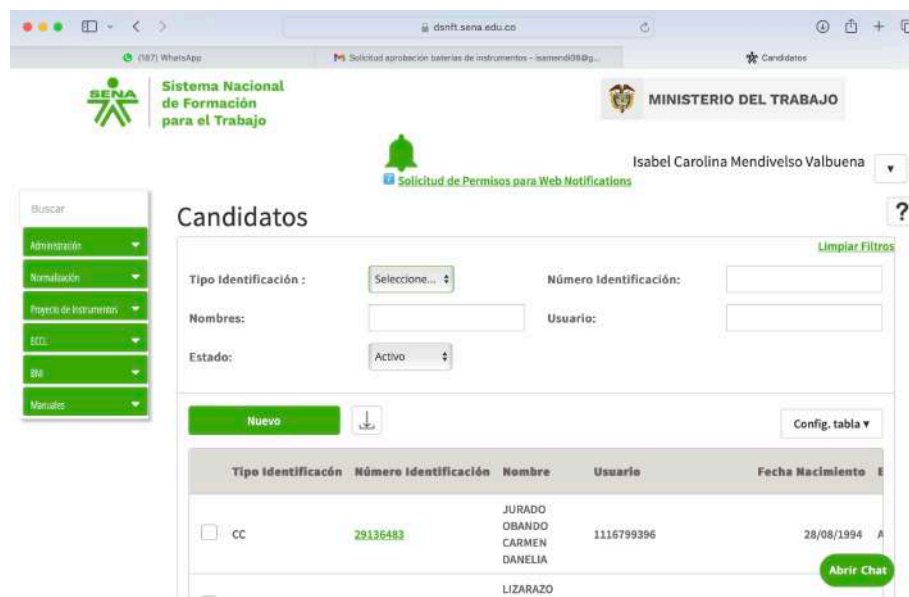 dsnft.sena.edu.co
(187) WhatsApp
Solicitud aprobación baterias de instrumentos - isamendi08@g...
Candidatos
SENA
Sistema Nacional
de Formación
para el Trabajo
MINISTERIO DEL TRABAJO
Isabel Carolina Mendivelso Valbuena
Solicitud de Permisos para Web Notifications
Buscar
Administración
Normalización
Proyecto de Instrumentos
ECCL
BNI
Manuales
Candidatos
?
Limpiar Filtros
Tipo Identificación :
Seleccione...
Número Identificación:
Nombres:
Usuario:
Estado:
Activo
Nuevo
Config. tabla
Tipo Identificacón Número Identificación Nombre Usuario Fecha Nacimiento E
CC 29136483 JURADO OBANDO CARMEN DANELIA 1116799396 28/08/1994 A
Abrir Chat
LIZARAZO